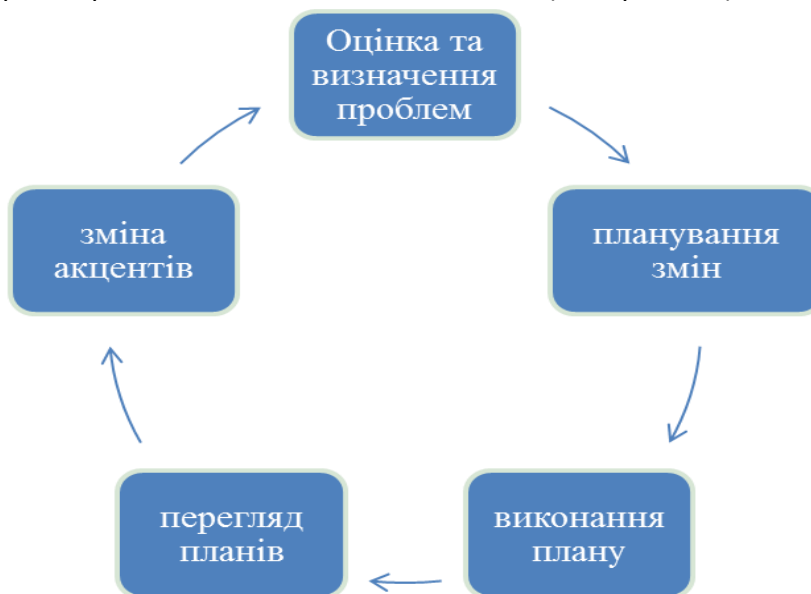 Оцінка та
визначення
проблем
планування
змін
виконання
плану
перегляд
планів
зміна
акцентів